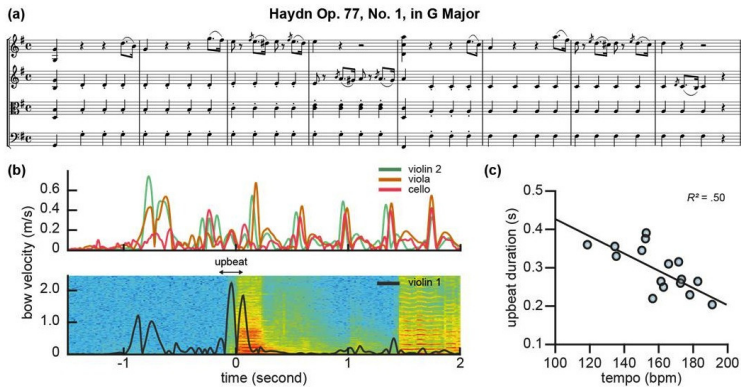 (a)
Haydn Op. 77, No. 1, in G Major
(b)
violin 2
viola
cello
0.6
0.4
0.2
0
bow velocity (m/s)
upbeat
violin 1
2.0
1.0
0
-1
0
1
2
time (second)
(c)
R² = .50
0.5
0.4
0.3
0.2
0.1
upbeat duration (s)
100
120
140
160
180
200
tempo (bpm)